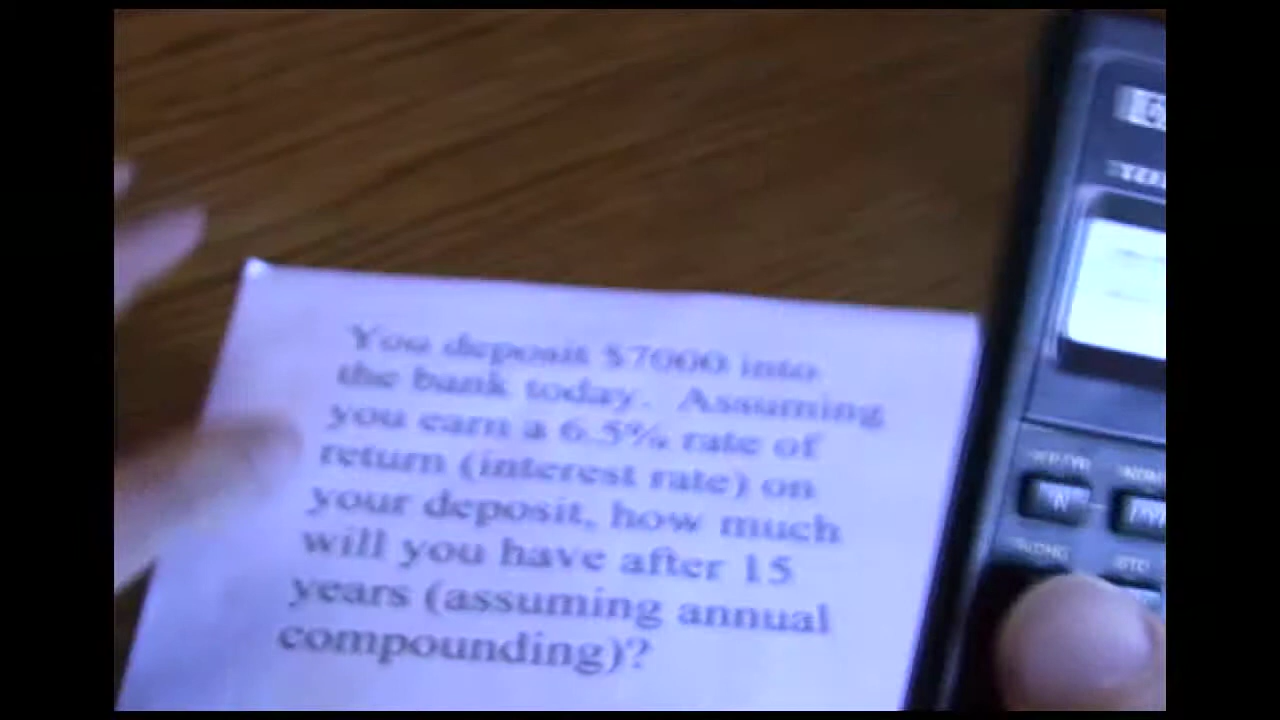 You deposit $7000 into
the bank today. Assuming
you earn a 6.5% rate of
return (interest rate) on
your deposit, how much
will you have after 15
years (assuming annual
compounding)?
N